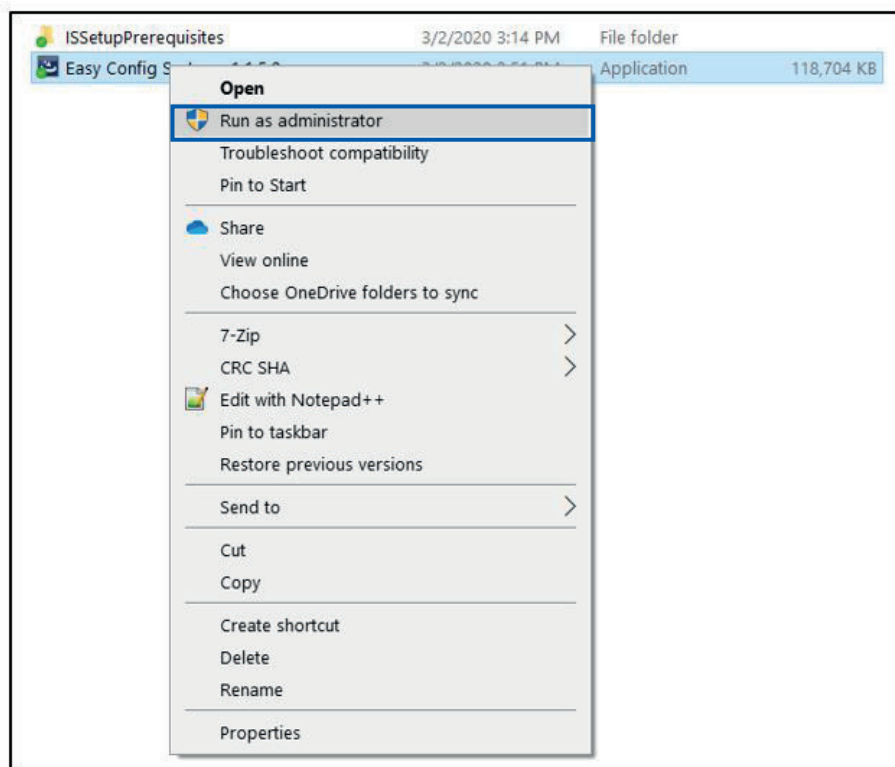 ISSetupPrerequisites 3/2/2020 3:14 PM File folder
Easy Config Application 118,704 KB
Open
Run as administrator
Troubleshoot compatibility
Pin to Start
Share
View online
Choose OneDrive folders to sync
7-Zip
CRC SHA
Edit with Notepad++
Pin to taskbar
Restore previous versions
Send to
Cut
Copy
Create shortcut
Delete
Rename
Properties